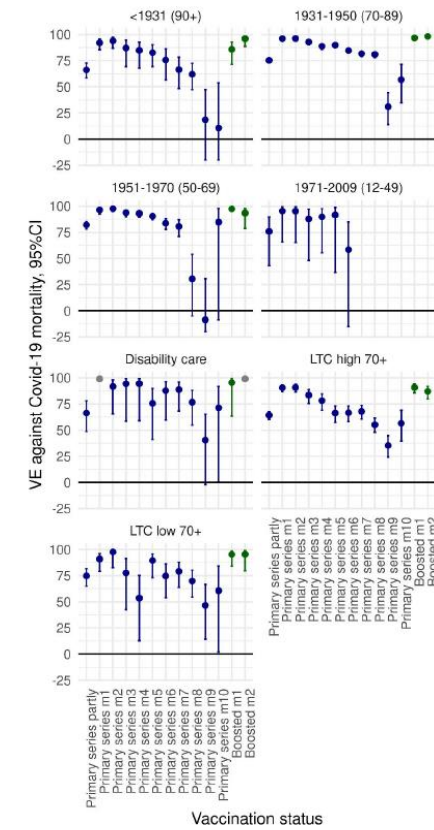 <1931 (90+)
1931-1950 (70-89)
100
75
50
25
0
-25
1951-1970 (50-69)
1971-2009 (12-49)
100
75
50
25
0
-25
VE against Covid-19 mortality, 95%CI
Disability care
LTC high 70+
100
75
50
25
0
-25
LTC low 70+
100
75
50
25
0
-25
Primary series partly
Primary series m1
Primary series m2
Primary series m3
Primary series m4
Primary series m5
Primary series m6
Primary series m7
Primary series m8
Primary series m9
Primary series m10
Boosted m1
Boosted m2
Primary series partly
Primary series m1
Primary series m2
Primary series m3
Primary series m4
Primary series m5
Primary series m6
Primary series m7
Primary series m8
Primary series m9
Primary series m10
Boosted m1
Boosted m2
Vaccination status